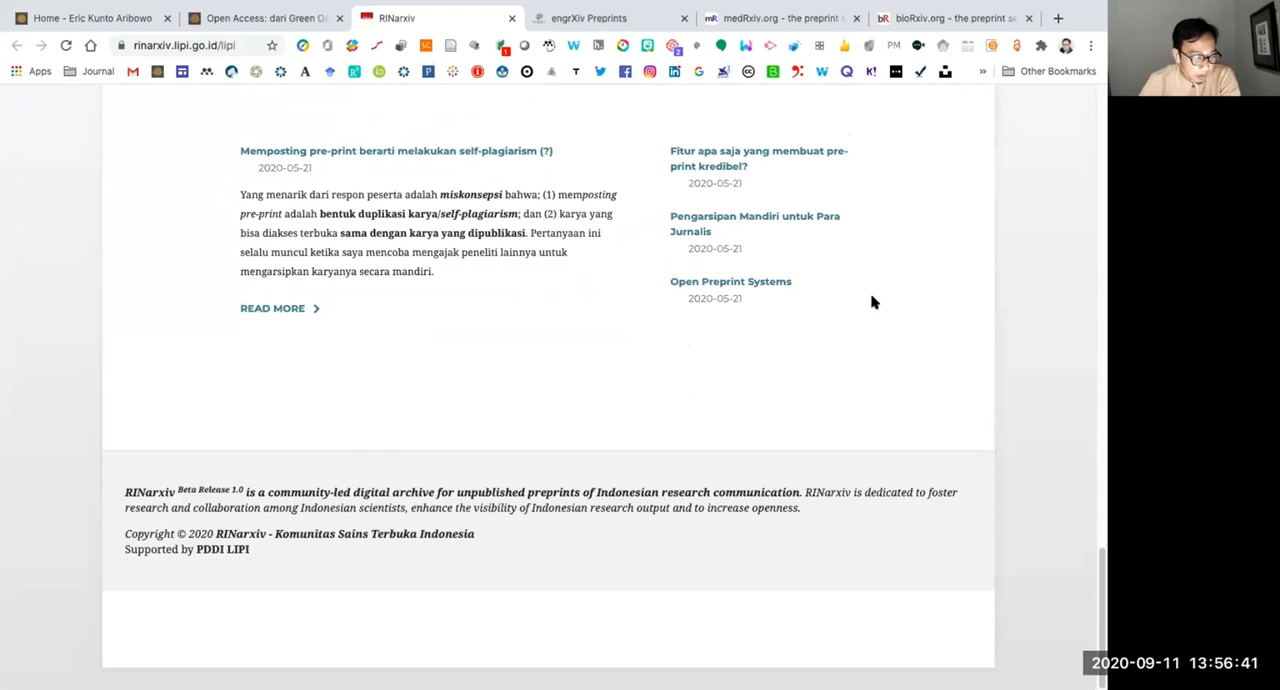 Home - Eric Kunto Aribowo
Open Access: dari Green OA
RINarxiv
engrXiv Preprints
medRxiv.org - the preprint s
bioRxiv.org - the preprint se
rinarxiv.lipi.go.id/lipi
PM
Apps
Journal
Other Bookmarks
Memposting pre-print berarti melakukan self-plagiarism (?)
2020-05-21
Yang menarik dari respon peserta adalah miskonsepsi bahwa; (1) memposting
pre-print adalah bentuk duplikasi karya/self-plagiarism; dan (2) karya yang
bisa diakses terbuka sama dengan karya yang dipublikasi. Pertanyaan ini
selalu muncul ketika saya mencoba mengajak peneliti lainnya untuk
mengarsipkan karyanya secara mandiri.
READ MORE
Fitur apa saja yang membuat pre-
print kredibel?
2020-05-21
Pengarsipan Mandiri untuk Para
Jurnalis
2020-05-21
Open Preprint Systems
2020-05-21
RINarxiv Beta Release 1.0 is a community-led digital archive for unpublished preprints of Indonesian research communication. RINarxiv is dedicated to foster
research and collaboration among Indonesian scientists, enhance the visibility of Indonesian research output and to increase openness.
Copyright © 2020 RINarxiv - Komunitas Sains Terbuka Indonesia
Supported by PDDI LIPI
2020-09-11 13:56:41